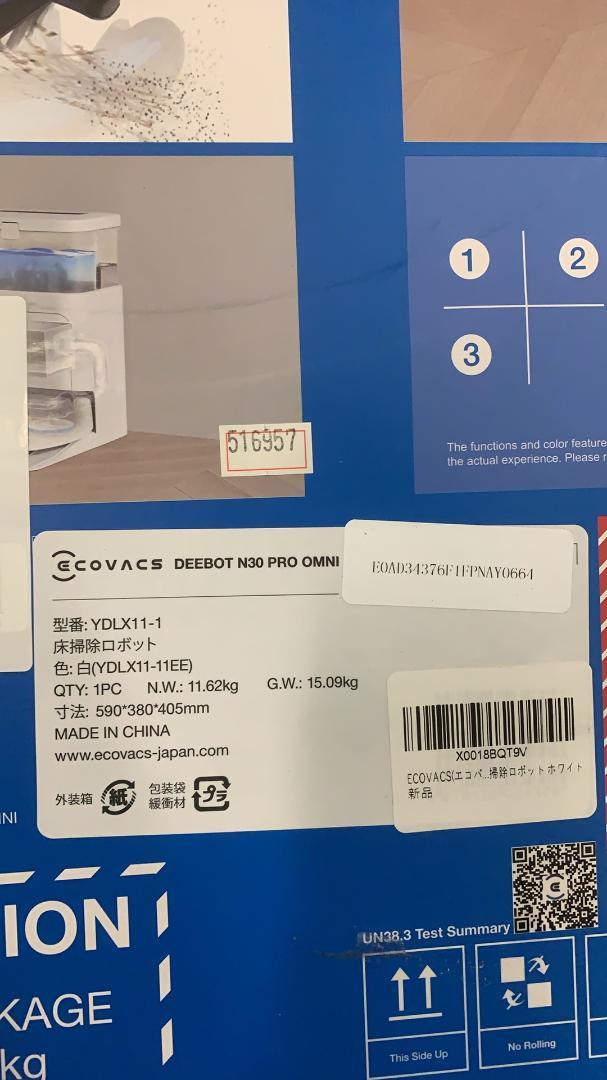 1
2
3
516957
The functions and color feature
the actual experience. Please r
ECOVACS DEEBOT N30 PRO OMNI
E0AD34376F1FPNAY0664
型番: YDLX11-1
床掃除ロボット
色: 白(YDLX11-11EE)
QTY: 1PC N.W.: 11.62kg G.W.: 15.09kg
寸法: 590*380*405mm
MADE IN CHINA
www.ecovacs-japan.com
外装箱 紙 包装袋
緩衝材 プラ
X0018BQT9V
ECOVACS(エコバ...掃除ロボット ホワイト
新品
NI
ION
KAGE
kg
UN38.3 Test Summary
This Side Up
No Rolling